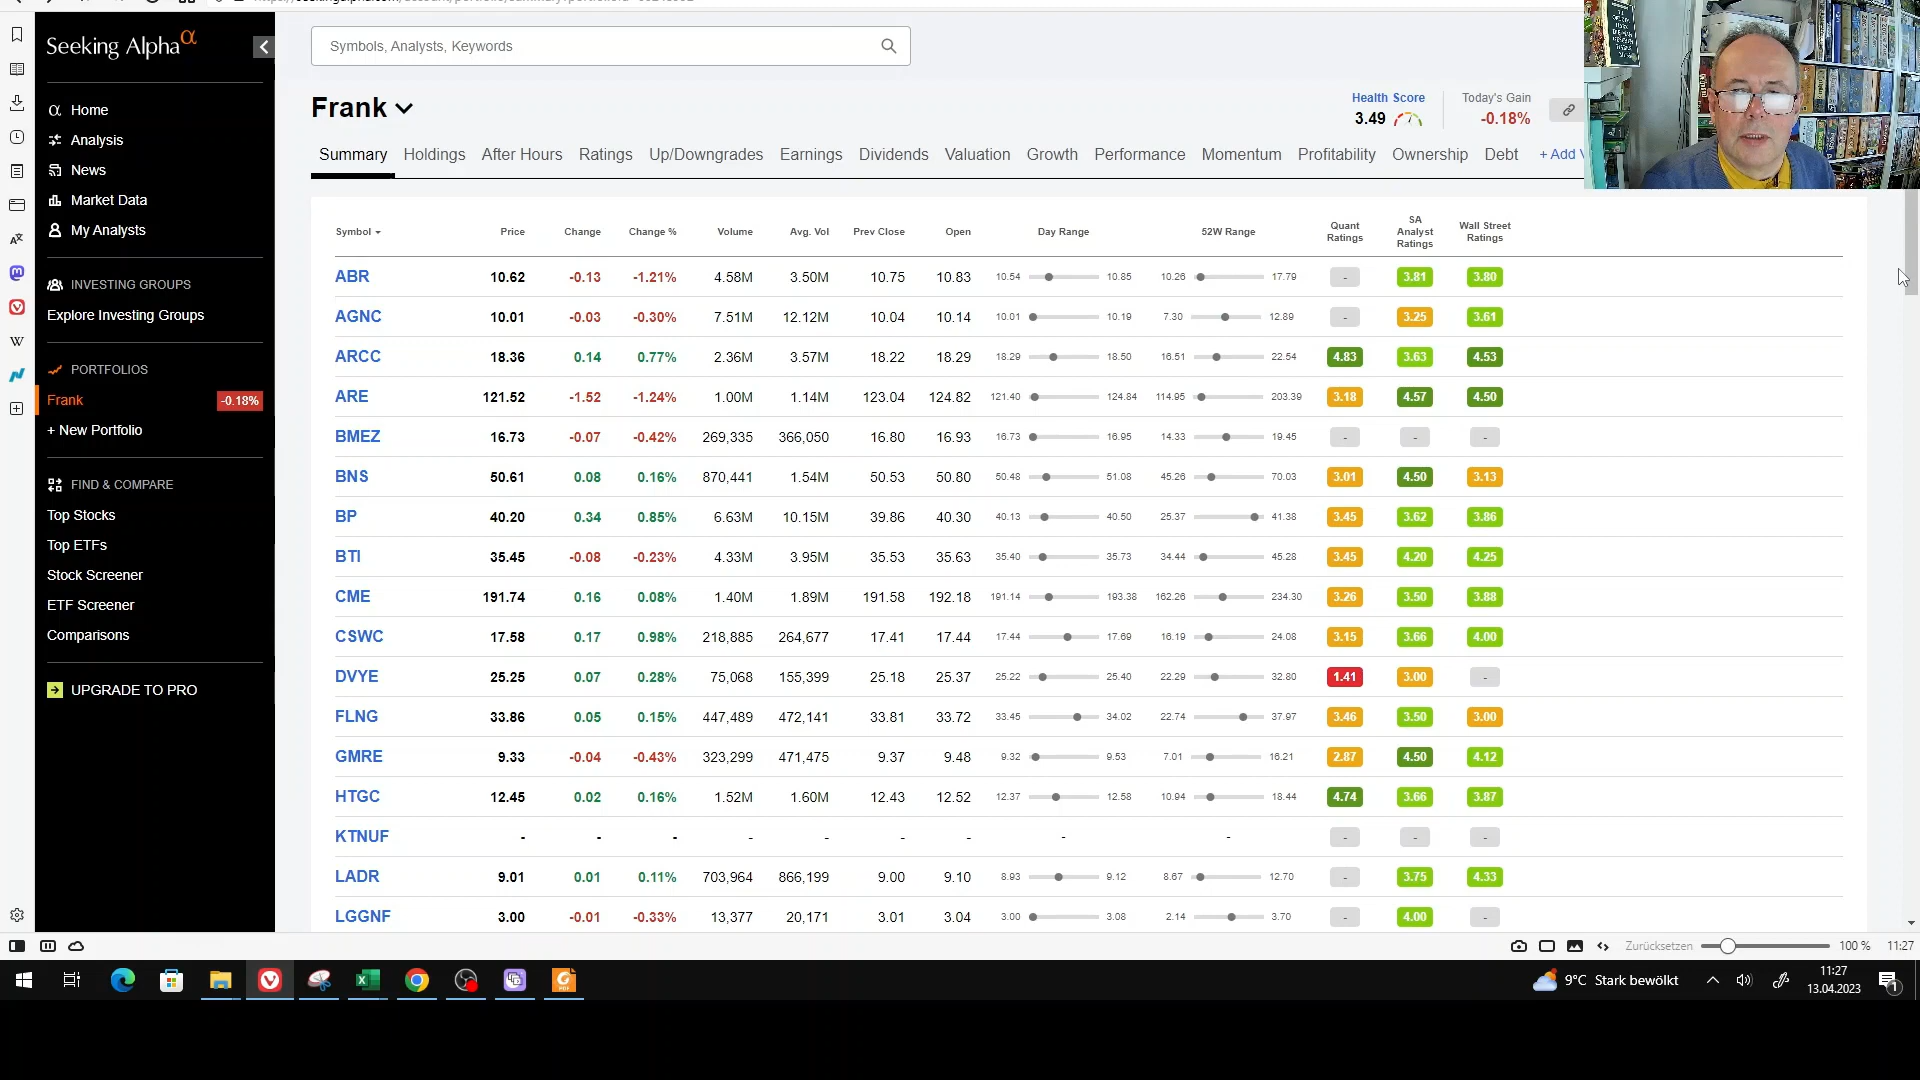 Seeking Alpha α
Home
Analysis
News
Market Data
My Analysts
INVESTING GROUPS
Explore Investing Groups
PORTFOLIOS
Frank -0.18%
+ New Portfolio
FIND & COMPARE
Top Stocks
Top ETFs
Stock Screener
ETF Screener
Comparisons
UPGRADE TO PRO
Symbols, Analysts, Keywords
Frank
Health Score
3.49
Today's Gain
-0.18%
Summary Holdings After Hours Ratings Up/Downgrades Earnings Dividends Valuation Growth Performance Momentum Profitability Ownership Debt + Add
Symbol Price Change Change % Volume Avg. Vol Prev Close Open Day Range 52W Range Quant Ratings SA Analyst Ratings Wall Street Ratings
ABR 10.62 -0.13 -1.21% 4.58M 3.50M 10.75 10.83 10.54 10.85 10.26 17.79 - 3.81 3.80
AGNC 10.01 -0.03 -0.30% 7.51M 12.12M 10.04 10.14 10.01 10.19 7.30 12.89 - 3.25 3.61
ARCC 18.36 0.14 0.77% 2.36M 3.57M 18.22 18.29 18.29 18.50 16.51 22.54 4.83 3.63 4.53
ARE 121.52 -1.52 -1.24% 1.00M 1.14M 123.04 124.82 121.40 124.84 114.95 203.39 3.18 4.57 4.50
BMEZ 16.73 -0.07 -0.42% 269,335 366,050 16.80 16.93 16.73 16.95 14.33 19.45 - - -
BNS 50.61 0.08 0.16% 870,441 1.54M 50.53 50.80 50.48 51.08 45.26 70.03 3.01 4.50 3.13
BP 40.20 0.34 0.85% 6.63M 10.15M 39.86 40.30 40.13 40.50 25.37 41.38 3.45 3.62 3.86
BTI 35.45 -0.08 -0.23% 4.33M 3.95M 35.53 35.63 35.40 35.73 34.44 45.28 3.45 4.20 4.25
CME 191.74 0.16 0.08% 1.40M 1.89M 191.58 192.18 191.14 193.38 162.26 234.30 3.26 3.50 3.88
CSWC 17.58 0.17 0.98% 218,885 264,677 17.41 17.44 17.44 17.69 16.19 24.08 3.15 3.66 4.00
DVYE 25.25 0.07 0.28% 75,068 155,399 25.18 25.37 25.22 25.40 22.29 32.80 1.41 3.00 -
FLNG 33.86 0.05 0.15% 447,489 472,141 33.81 33.72 33.45 34.02 22.74 37.97 3.46 3.50 3.00
GMRE 9.33 -0.04 -0.43% 323,299 471,475 9.37 9.48 9.32 9.53 7.01 16.21 2.87 4.50 4.12
HTGC 12.45 0.02 0.16% 1.52M 1.60M 12.43 12.52 12.37 12.58 10.94 18.44 4.74 3.66 3.87
KTNUF - - - - - - - - - - - -
LADR 9.01 0.01 0.11% 703,964 866,199 9.00 9.10 8.93 9.12 8.67 12.70 - 3.75 4.33
LGGNF 3.00 -0.01 -0.33% 13,377 20,171 3.01 3.04 3.00 3.08 2.14 3.70 - 4.00 -
Zurücksetzen 100 % 11:27
9°C Stark bewölkt
11:27
13.04.2023
1